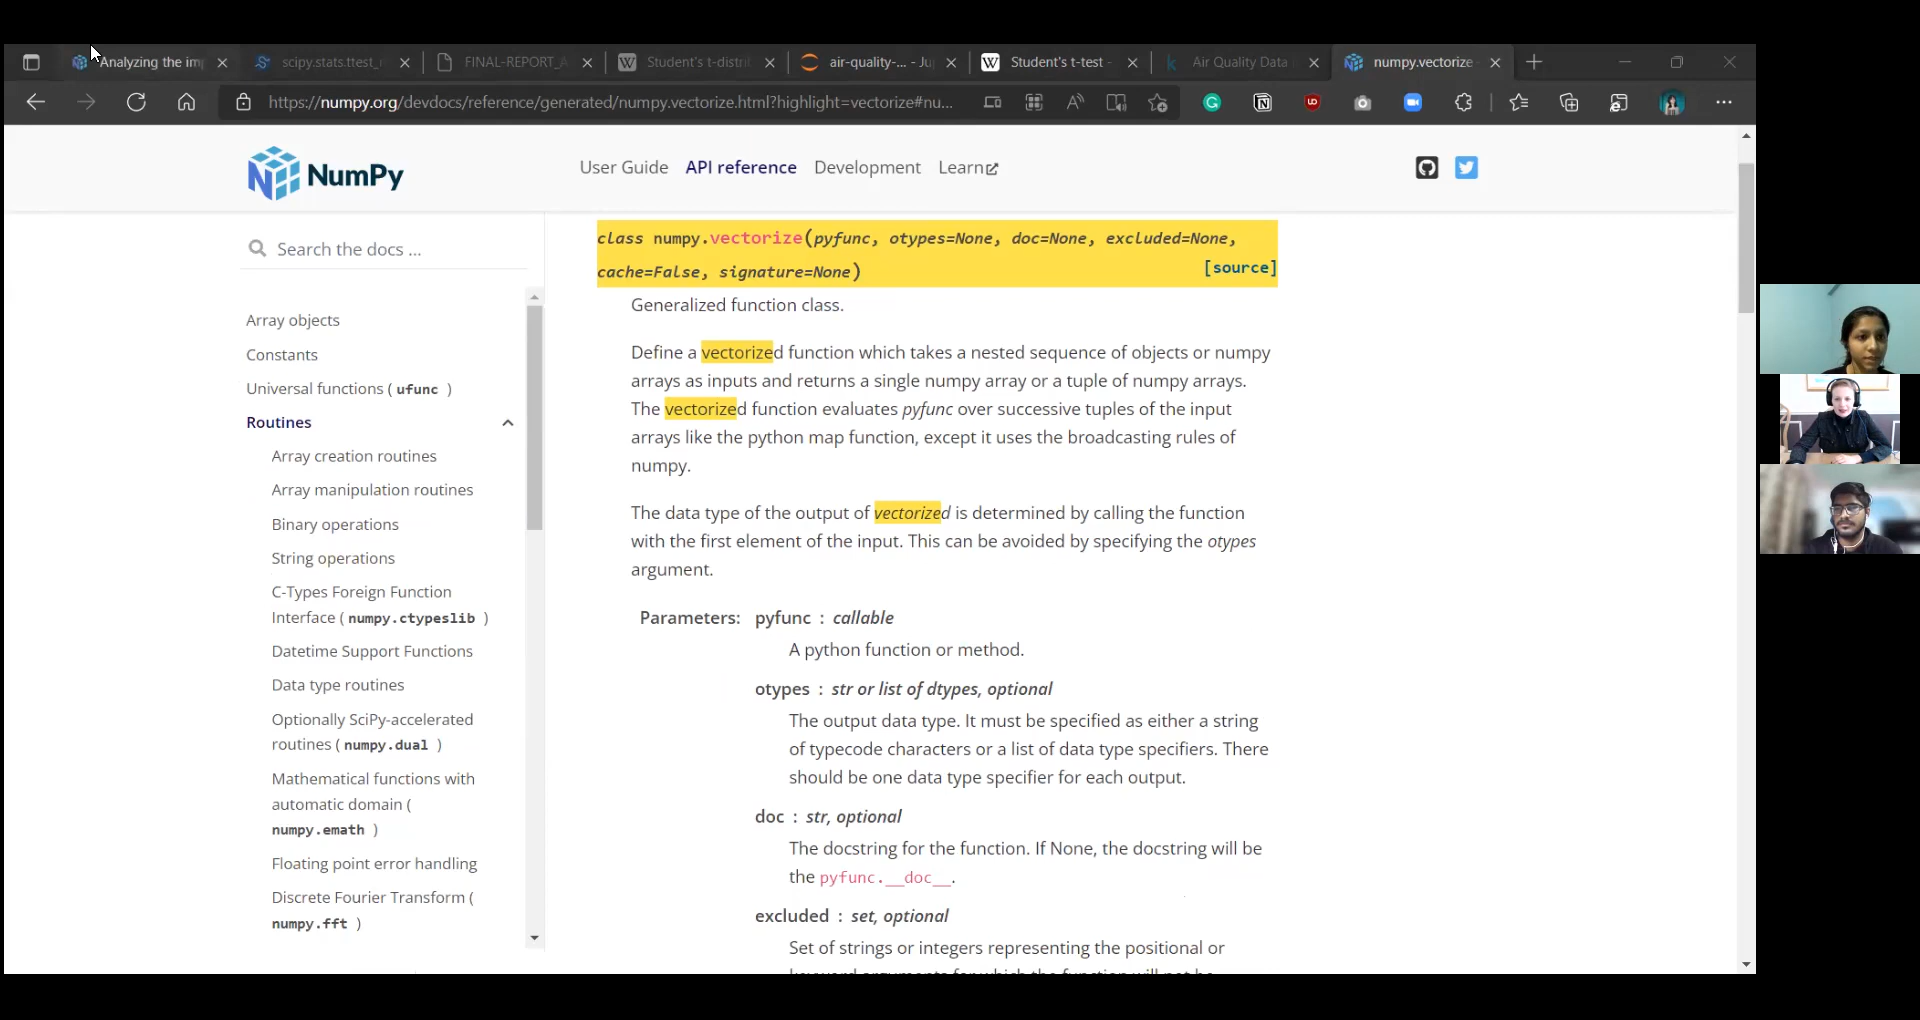 Analyzing the im
scipy.stats.ttest_
FINAL-REPORT_A
Student's t-distri
air-quality-... - Ju
Student's t-test -
Air Quality Data
numpy.vectorize
https://numpy.org/devdocs/reference/generated/numpy.vectorize.html?highlight=vectorize#nu...
NumPy
User Guide API reference Development Learn
Search the docs ...
Array objects
Constants
Universal functions ( ufunc )
Routines
Array creation routines
Array manipulation routines
Binary operations
String operations
C-Types Foreign Function
Interface ( numpy.ctypeslib )
Datetime Support Functions
Data type routines
Optionally SciPy-accelerated
routines ( numpy.dual )
Mathematical functions with
automatic domain (
numpy.emath )
Floating point error handling
Discrete Fourier Transform (
numpy.fft )
class numpy.vectorize(pyfunc, otypes=None, doc=None, excluded=None,
cache=False, signature=None) [source]
Generalized function class.
Define a vectorized function which takes a nested sequence of objects or numpy
arrays as inputs and returns a single numpy array or a tuple of numpy arrays.
The vectorized function evaluates pyfunc over successive tuples of the input
arrays like the python map function, except it uses the broadcasting rules of
numpy.
The data type of the output of vectorized is determined by calling the function
with the first element of the input. This can be avoided by specifying the otypes
argument.
Parameters: pyfunc : callable
A python function or method.
otypes : str or list of dtypes, optional
The output data type. It must be specified as either a string
of typecode characters or a list of data type specifiers. There
should be one data type specifier for each output.
doc : str, optional
The docstring for the function. If None, the docstring will be
the pyfunc.__doc__.
excluded : set, optional
Set of strings or integers representing the positional or